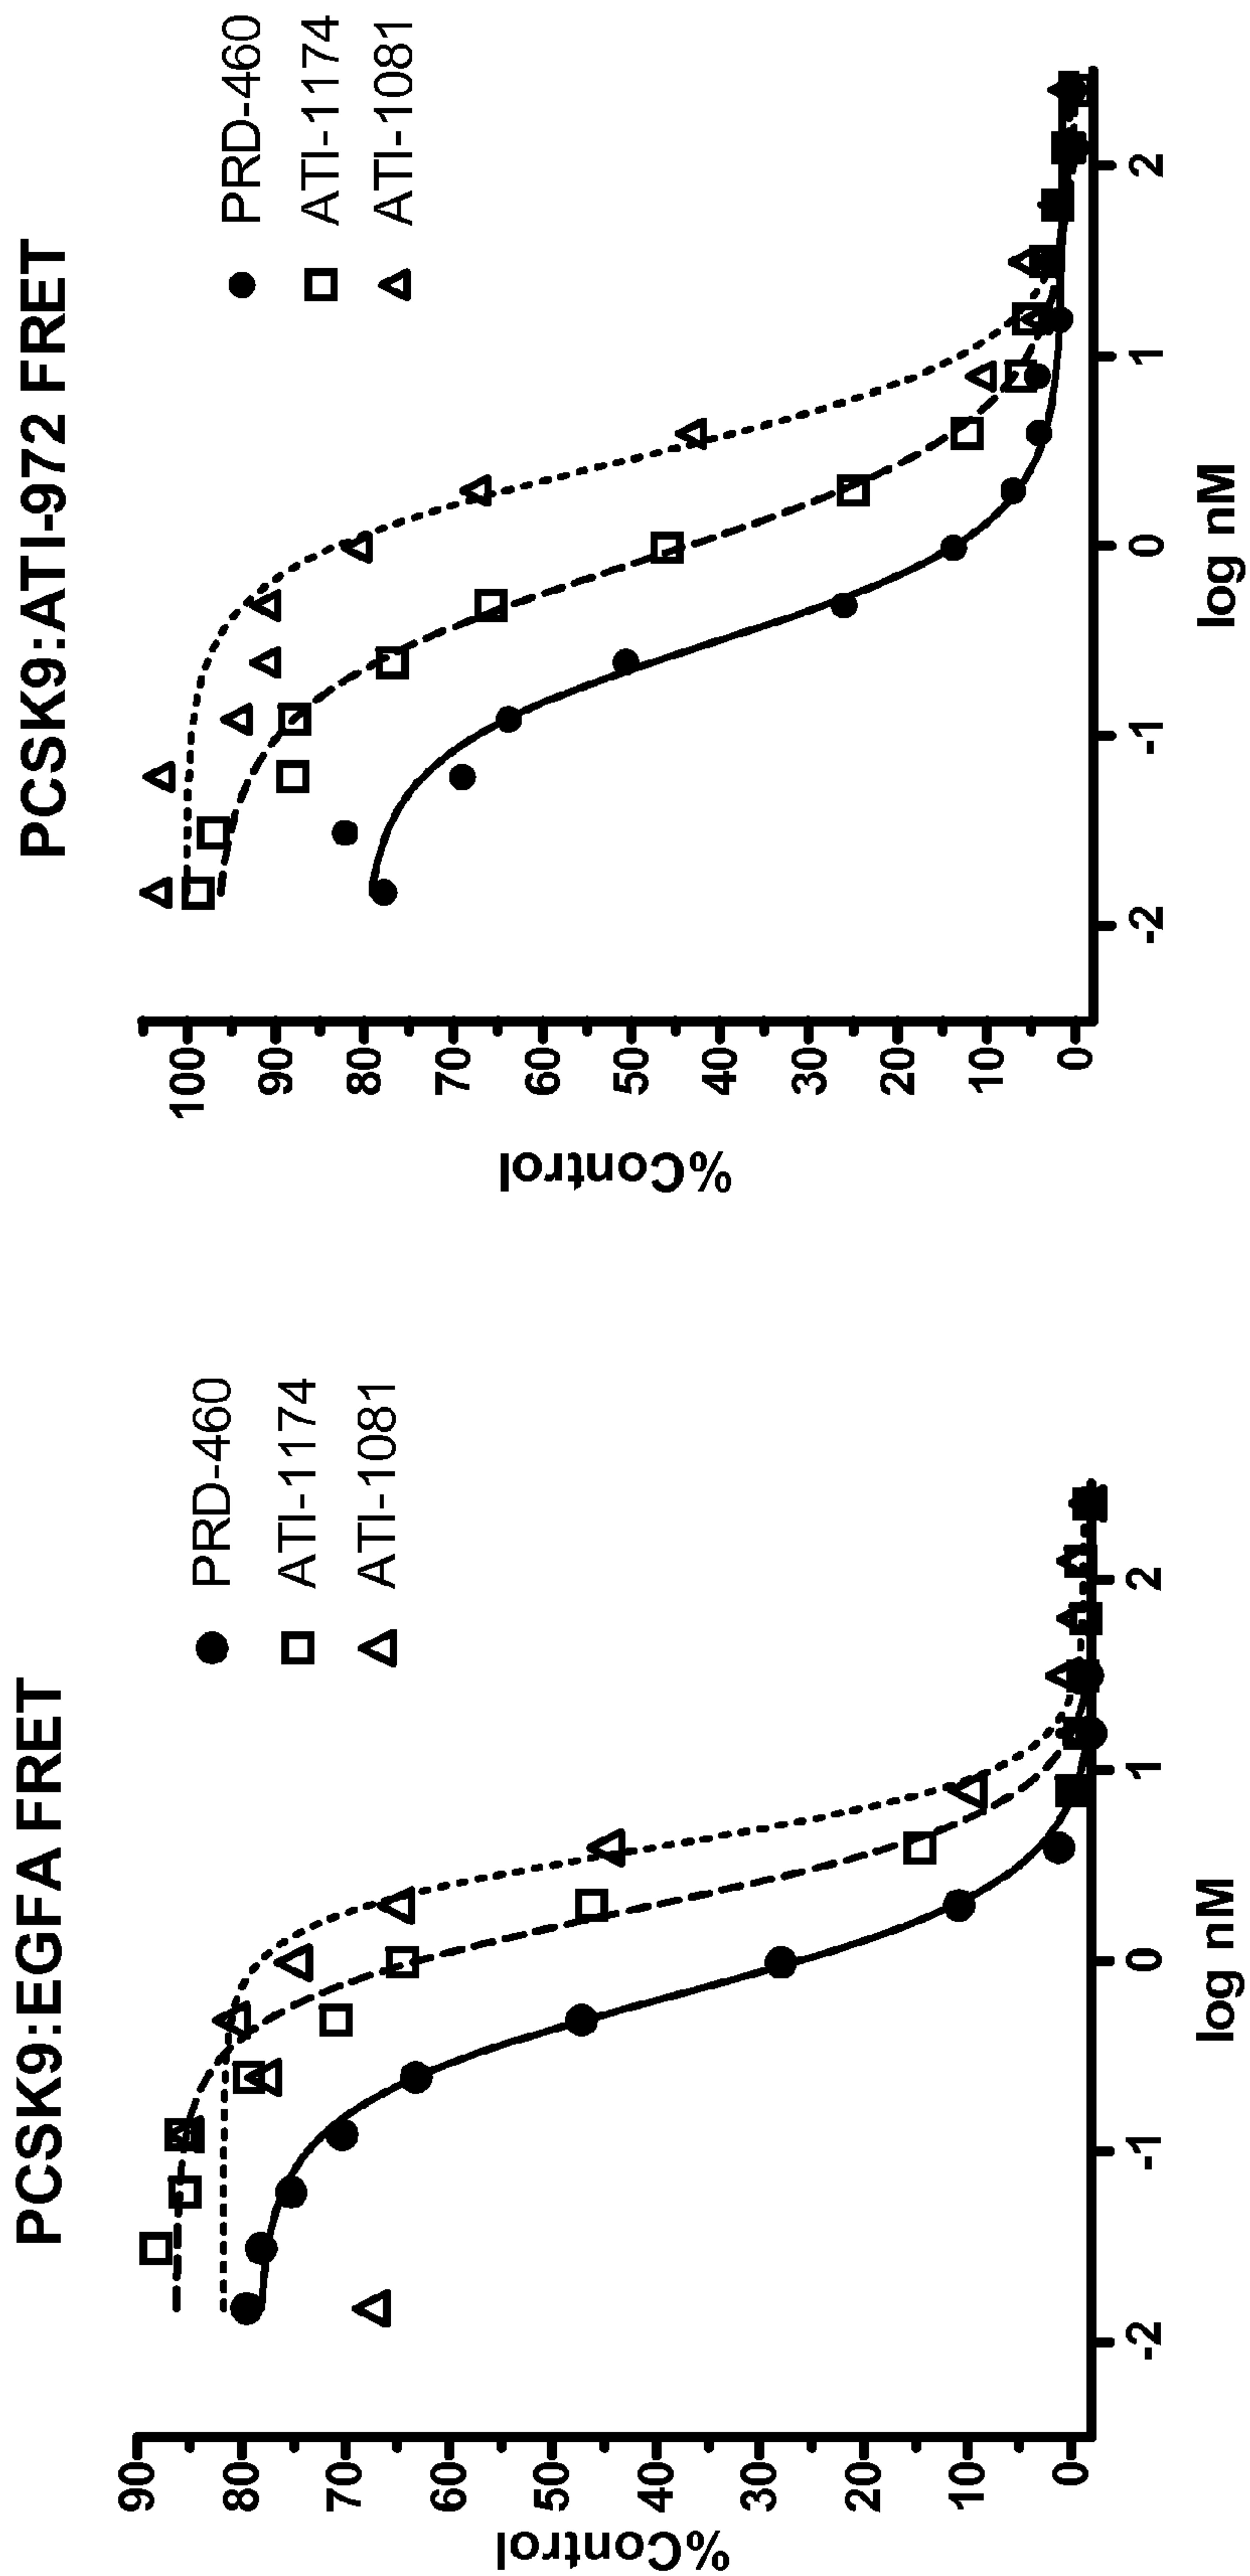 PCSK9:EGFA FRET
PRD-460
ATI-1174
ATI-1081
%Control
90
80
70
60
50
40
30
20
10
0
-2
-1
0
1
2
log nM
PCSK9:ATI-972 FRET
PRD-460
ATI-1174
ATI-1081
%Control
100
90
80
70
60
50
40
30
20
10
0
-2
-1
0
1
2
log nM